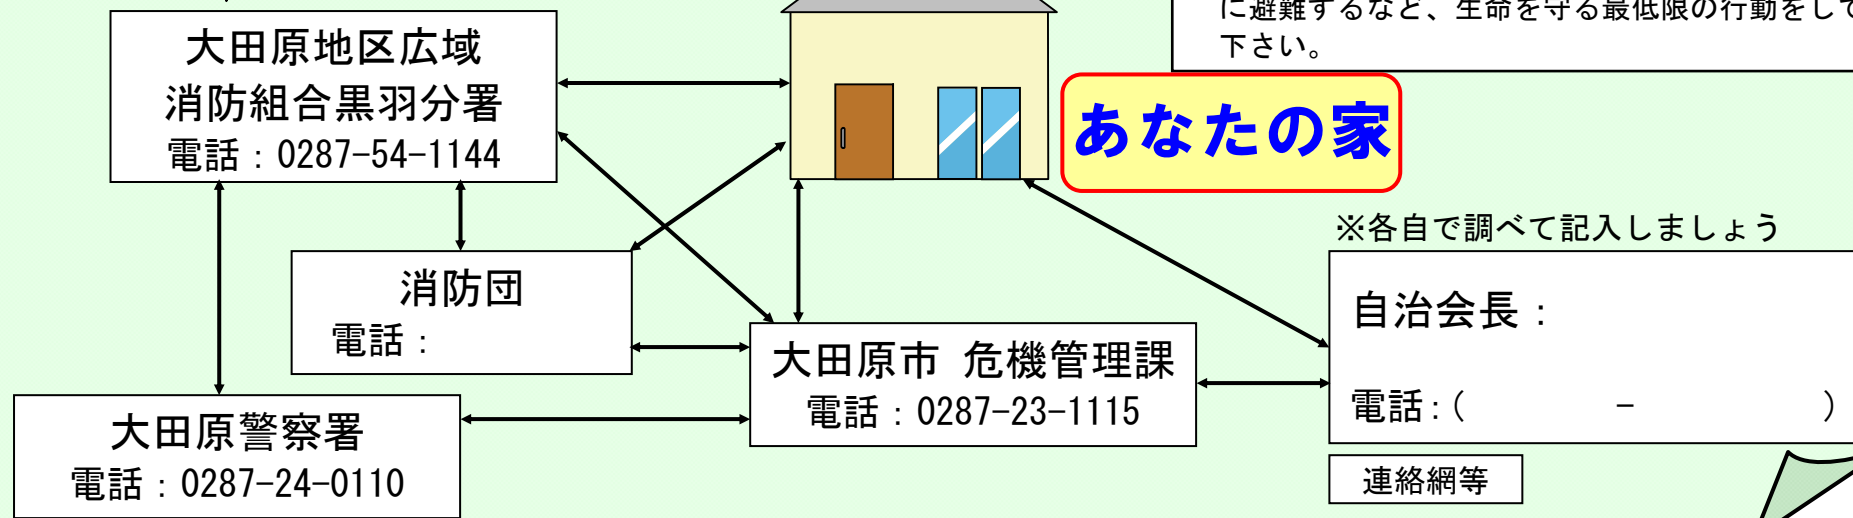 に避難するなど、生命を守る最低限の行動をして
下さい。
大田原地区広域
消防組合黒羽分署
電話：0287-54-1144
あなたの家
※各自で調べて記入しましょう
消防団
電話：
自治会長：
電話：(　　　　-　　　　　)
大田原市 危機管理課
電話：0287-23-1115
大田原警察署
電話：0287-24-0110
連絡網等